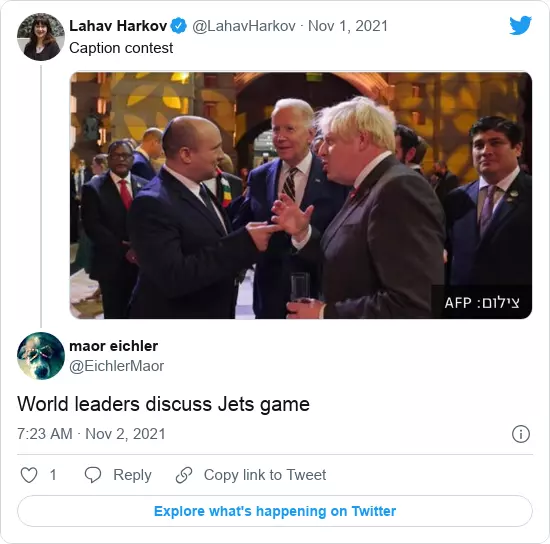 Lahav Harkov @LahavHarkov · Nov 1, 2021
Caption contest
צילום: AFP
maor eichler
@EichlerMaor
World leaders discuss Jets game
7:23 AM · Nov 2, 2021
1 Reply Copy link to Tweet
Explore what's happening on Twitter